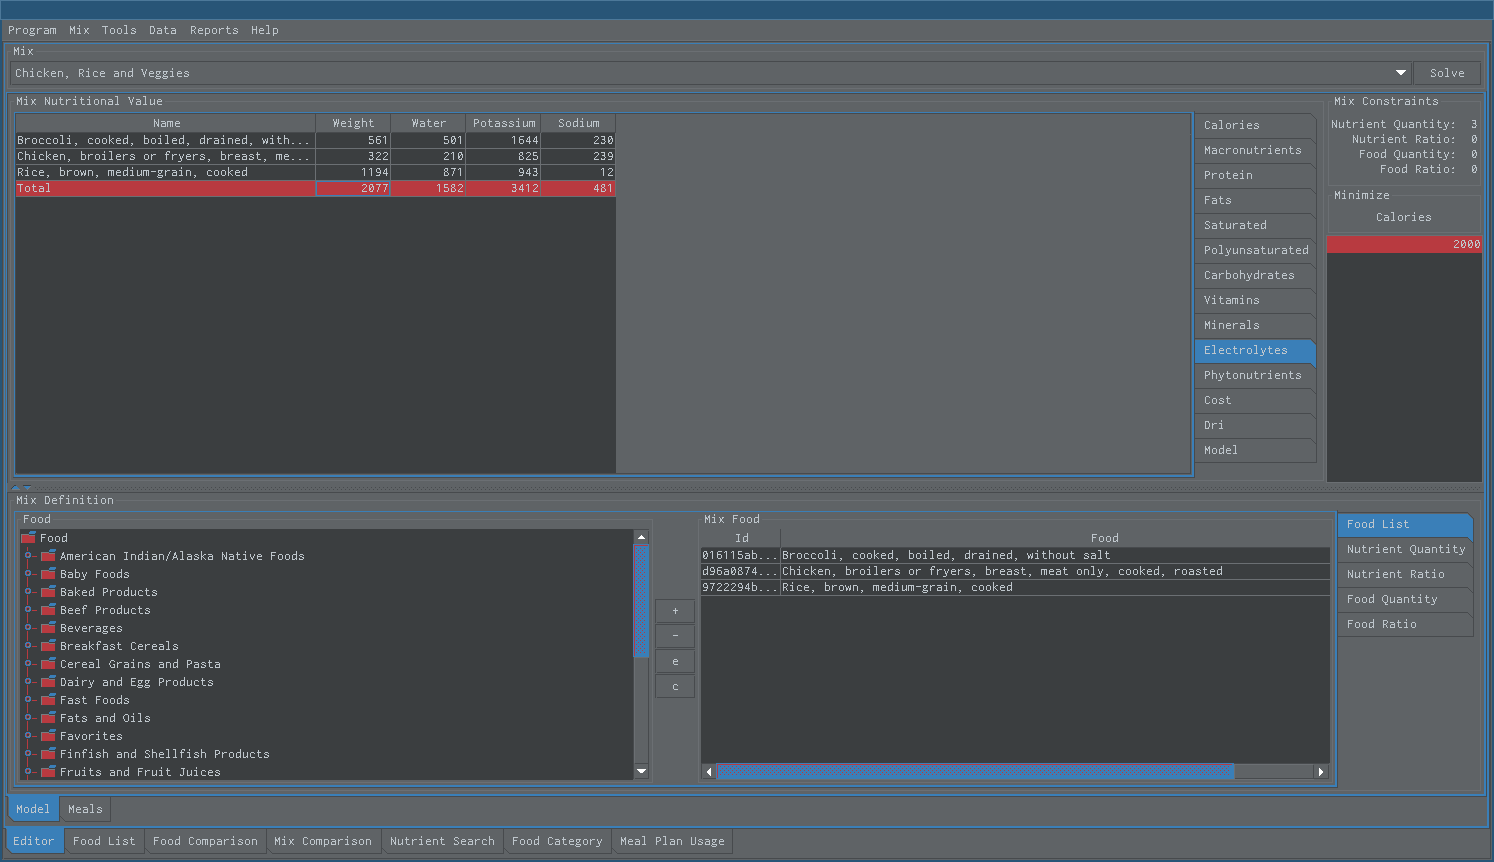 Program Mix Tools Data Reports Help
Mix
Chicken, Rice and Veggies Solve
Mix Nutritional Value
Name Weight Water Potassium Sodium
Broccoli, cooked, boiled, drained, with... 561 501 1644 230
Chicken, broilers or fryers, breast, me... 322 210 825 239
Rice, brown, medium-grain, cooked 1194 871 943 12
Total 2077 1582 3412 481
Calories
Macronutrients
Protein
Fats
Saturated
Polyunsaturated
Carbohydrates
Vitamins
Minerals
Electrolytes
Phytonutrients
Cost
Dri
Model
Mix Constraints
Nutrient Quantity: 3
Nutrient Ratio: 0
Food Quantity: 0
Food Ratio: 0
Minimize
Calories
2000
Mix Definition
Food
Food
American Indian/Alaska Native Foods
Baby Foods
Baked Products
Beef Products
Beverages
Breakfast Cereals
Cereal Grains and Pasta
Dairy and Egg Products
Fast Foods
Fats and Oils
Favorites
Finfish and Shellfish Products
Fruits and Fruit Juices
+
-
e
c
Mix Food
Id Food
016115ab... Broccoli, cooked, boiled, drained, without salt
d96a0874... Chicken, broilers or fryers, breast, meat only, cooked, roasted
9722294b... Rice, brown, medium-grain, cooked
Food List
Nutrient Quantity
Nutrient Ratio
Food Quantity
Food Ratio
Model Meals
Editor Food List Food Comparison Mix Comparison Nutrient Search Food Category Meal Plan Usage